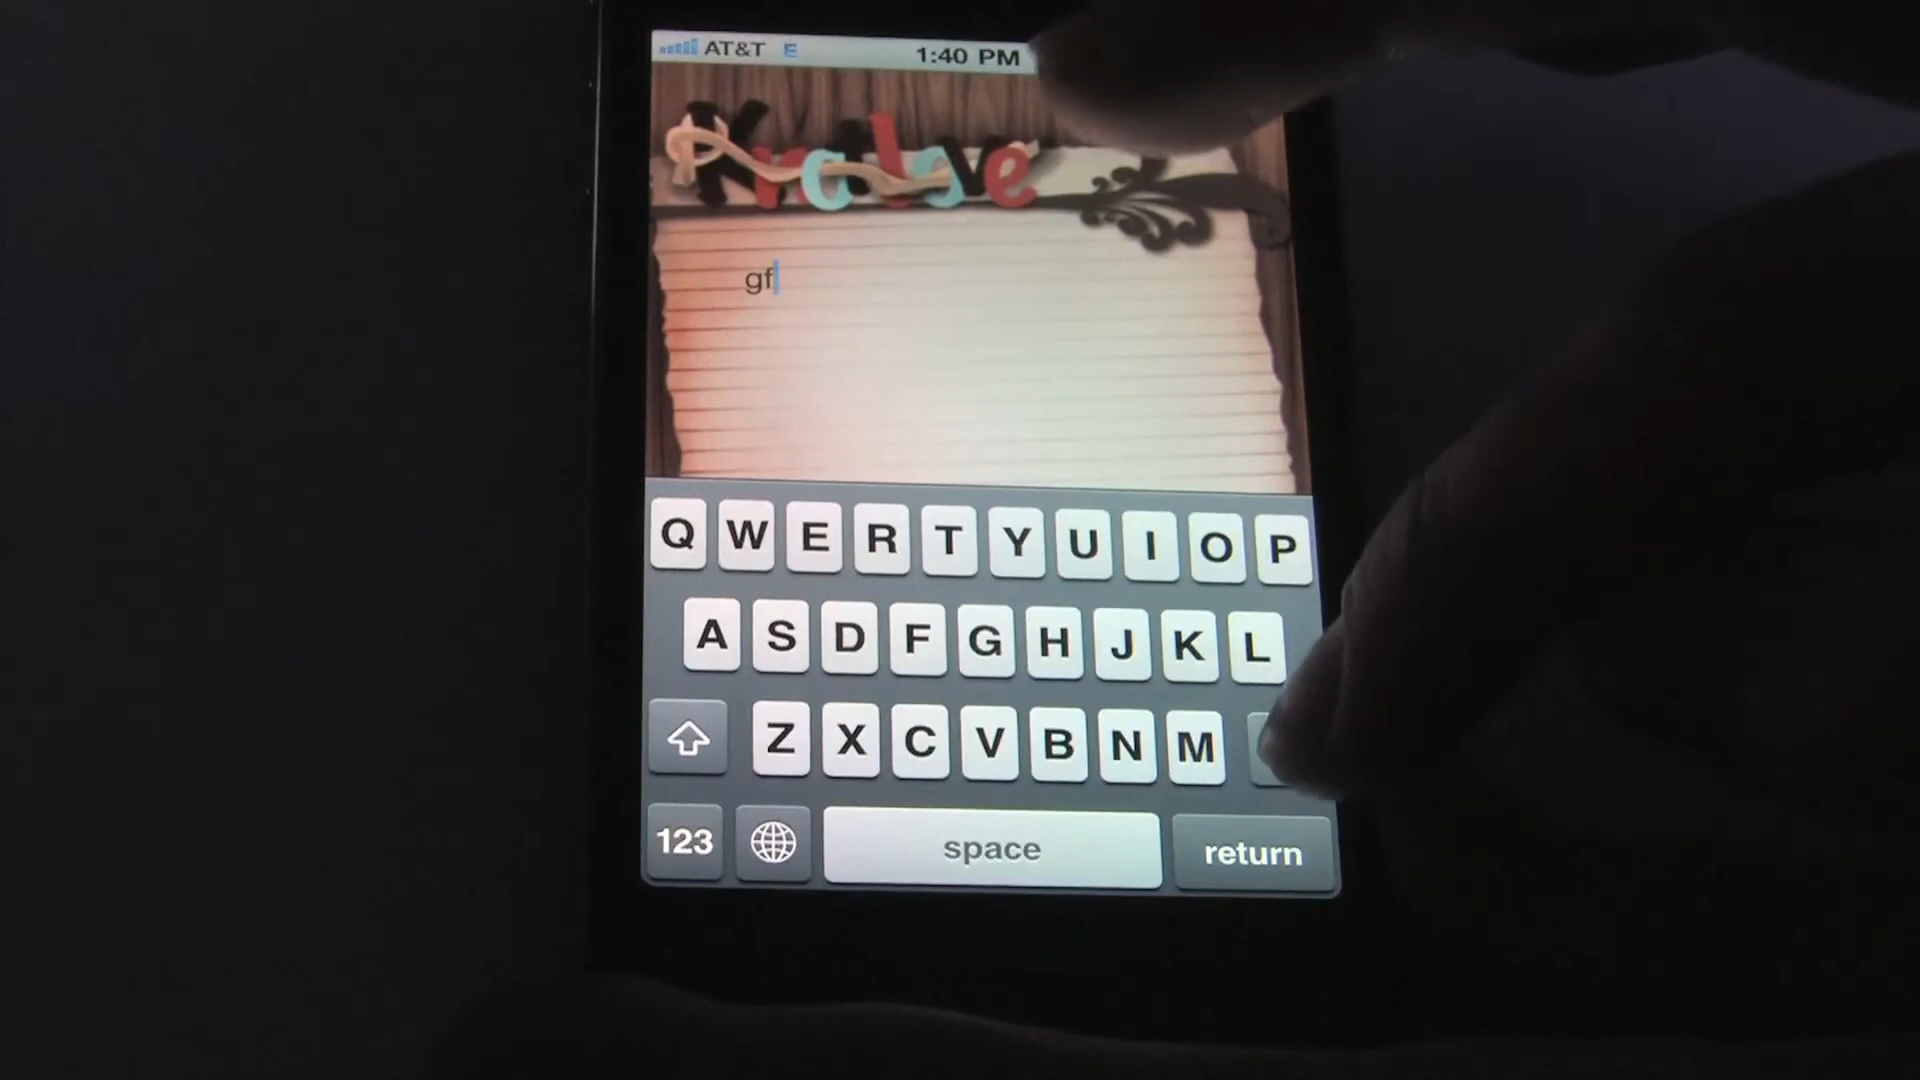 AT&T E 1:40 PM
gf
Q W E R T Y U I O P
A S D F G H J K L
Z X C V B N M
123 space return